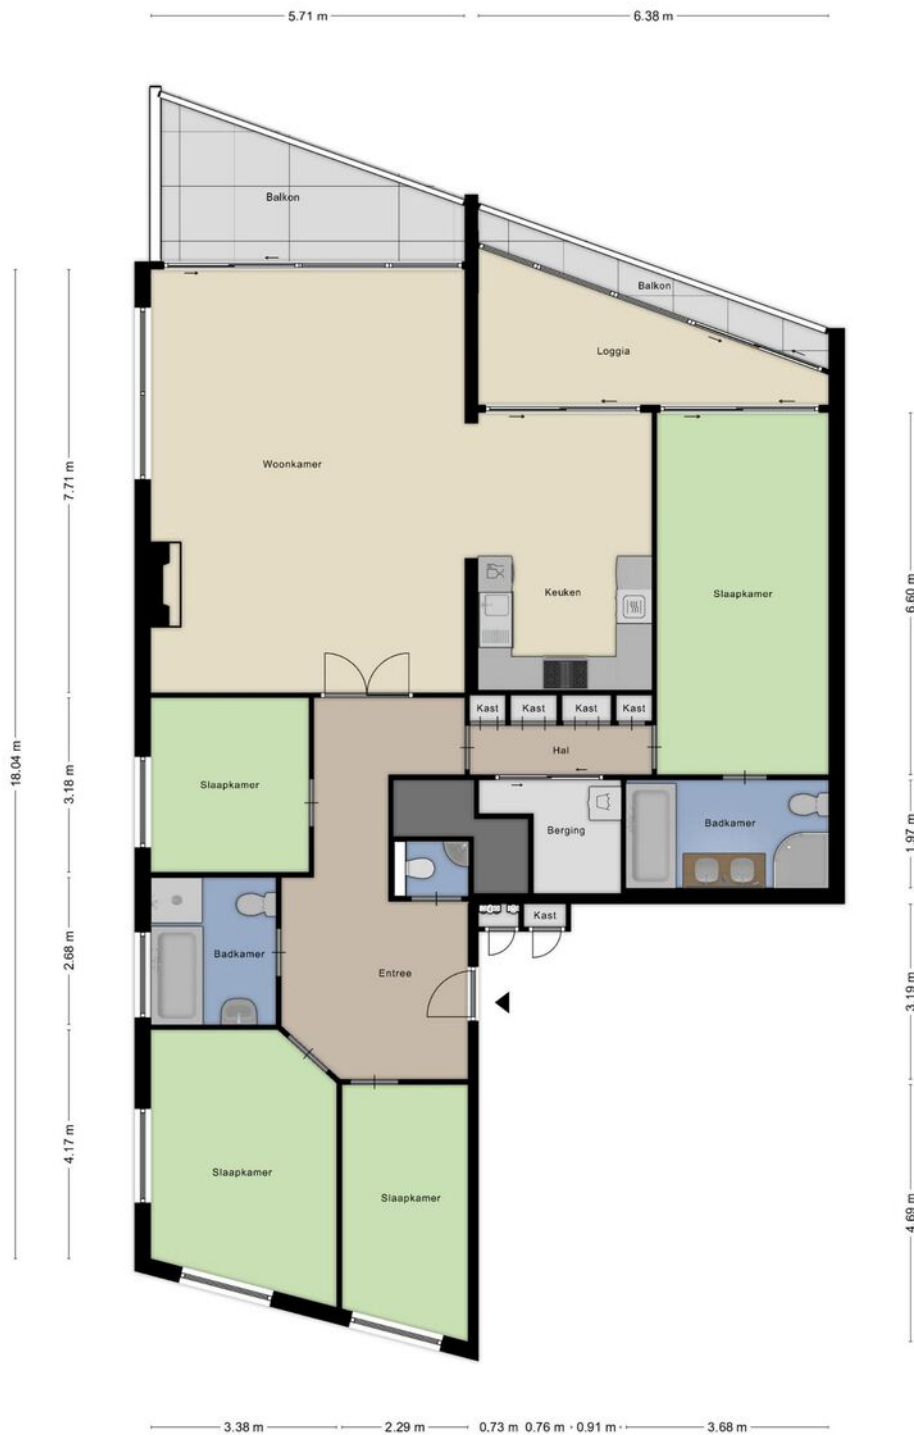 5.71 m
6.38 m
Balkon
Balkon
Loggia
Woonkamer
7.71 m
Keuken
Slaapkamer
6.60 m
Kast
Kast
Kast
Kast
Hal
18.04 m
3.18 m
Slaapkamer
Berging
Badkamer
1.97 m
Kast
2.68 m
Badkamer
Entree
3.19 m
4.17 m
Slaapkamer
Slaapkamer
4.69 m
3.38 m
2.29 m
0.73 m
0.76 m
0.91 m
3.68 m